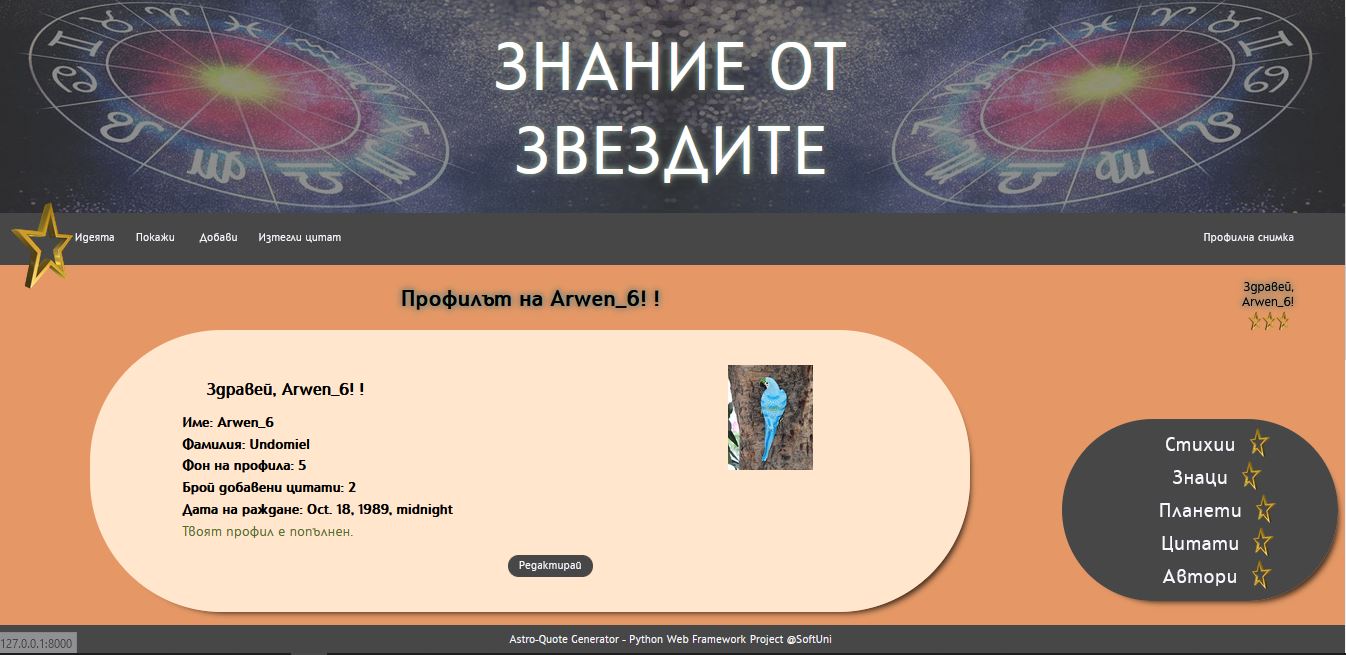 ЗНАНИЕ ОТ
ЗВЕЗДИТЕ
Идеята Покажи Добави Изтегли цитат Профилна снимка
Профилът на Arwen_6! !
Здравей,
Arwen_6!
Здравей, Arwen_6! !
Име: Arwen_6
Фамилия: Undomiel
Фон на профила: 5
Брой добавени цитати: 2
Дата на раждане: Oct. 18, 1989, midnight
Твоят профил е попълнен.
Редактирай
Стихии
Знаци
Планети
Цитати
Автори
Astro-Quote Generator - Python Web Framework Project @SoftUni
127.0.0.1:8000